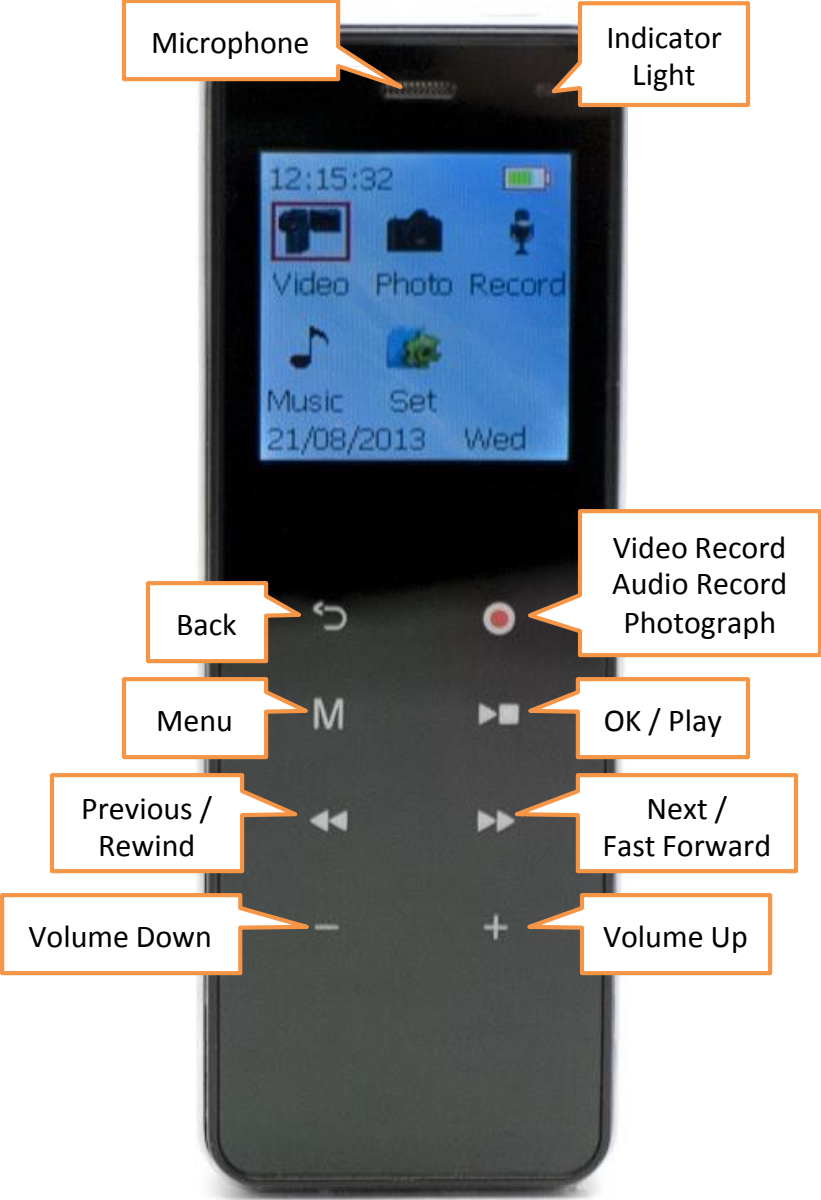 Microphone
Indicator
Light
12:15:32
Video Photo Record
Music Set
21/08/2013 Wed
Video Record
Audio Record
Photograph
Back
Menu
M
OK / Play
Previous /
Rewind
Next /
Fast Forward
Volume Down
−
+
Volume Up